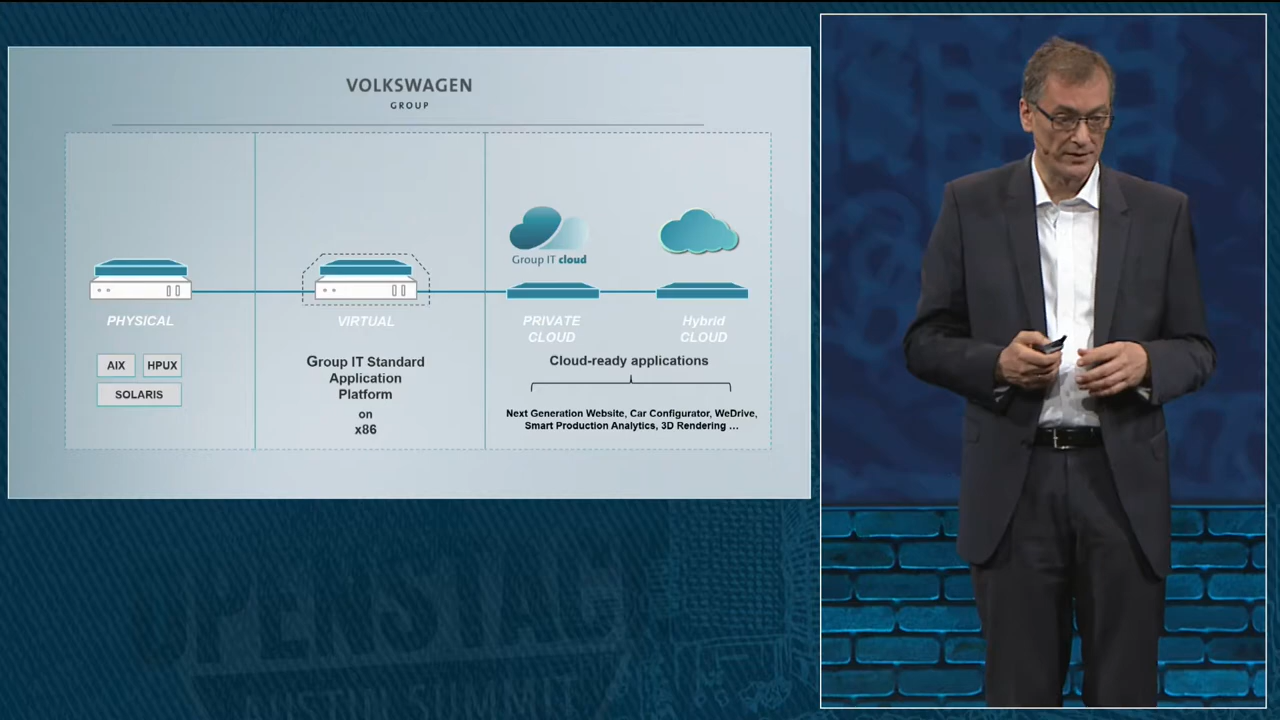 VOLKSWAGEN
GROUP
Group IT cloud
PHYSICAL
VIRTUAL
PRIVATE
CLOUD
Hybrid
CLOUD
AIX
HPUX
SOLARIS
Group IT Standard
Application
Platform
on
x86
Cloud-ready applications
Next Generation Website, Car Configurator, WeDrive,
Smart Production Analytics, 3D Rendering ...